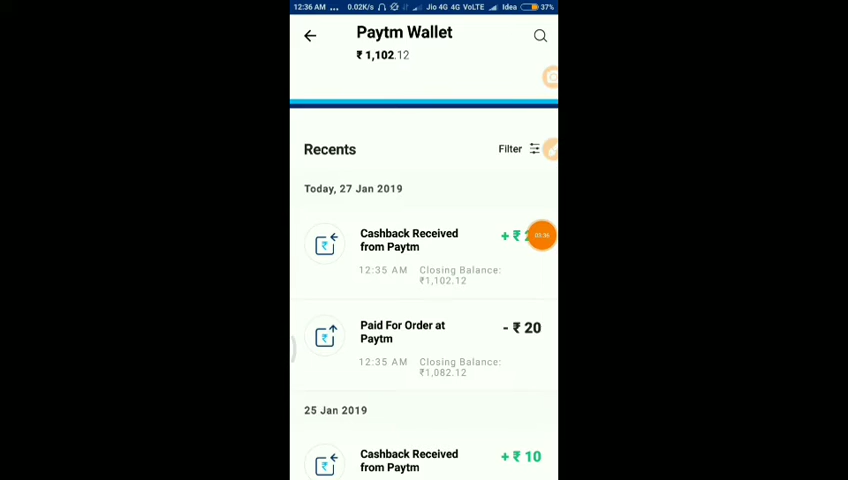 12:36 AM ... 0.02K/s Jio 4G 4G VoLTE Idea 37%
Paytm Wallet
₹ 1,102.12
Recents
Filter
Today, 27 Jan 2019
Cashback Received
from Paytm
+ ₹ 2
12:35 AM Closing Balance:
₹1,102.12
Paid For Order at
Paytm
- ₹ 20
12:35 AM Closing Balance:
₹1,082.12
25 Jan 2019
Cashback Received
from Paytm
+ ₹ 10